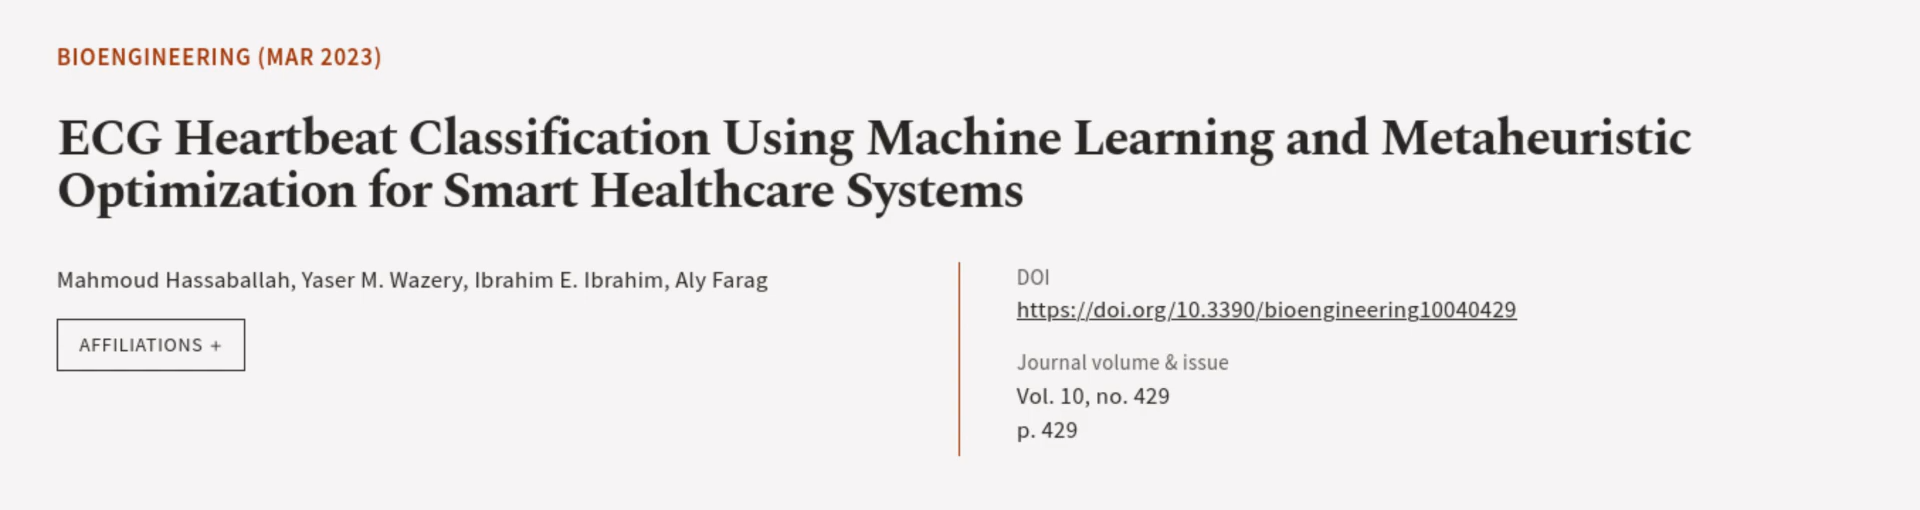 BIOENGINEERING (MAR 2023)
ECG Heartbeat Classification Using Machine Learning and Metaheuristic
Optimization for Smart Healthcare Systems
Mahmoud Hassaballah, Yaser M. Wazery, Ibrahim E. Ibrahim, Aly Farag
AFFILIATIONS +
DOI
https://doi.org/10.3390/bioengineering10040429
Journal volume & issue
Vol. 10, no. 429
p. 429